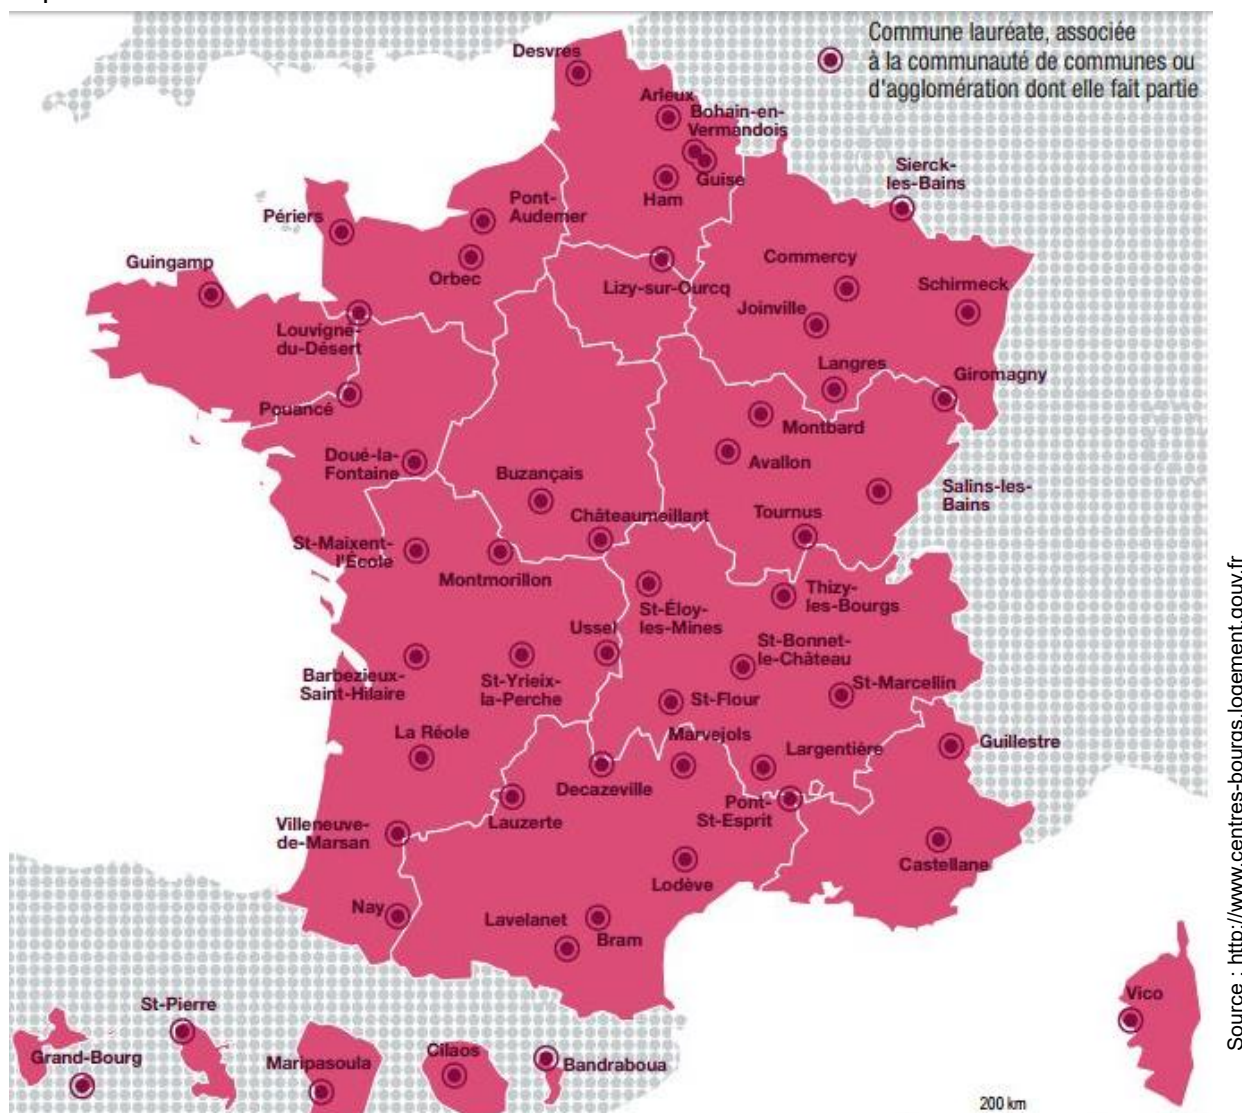 Commune lauréate, associée
à la communauté de communes ou
d'agglomération dont elle fait partie
Desvres
Arleux
Bohain-en-
Vermandois
Guise
Ham
Sierck-
les-Bains
Périers
Pont-
Audemer
Orbec
Guingamp
Lizy-sur-Ourcq
Commercy
Schirmeck
Joinville
Louvigné-
du-Désert
Langres
Giromagny
Pouancé
Montbard
Doué-la-
Fontaine
Avallon
Buzançais
Salins-les-
Bains
Châteaumeillant
Tournus
St-Maixent-
l'École
Montmorillon
St-Éloy-
les-Mines
Thizy-
les-Bourgs
Ussel
St-Bonnet-
le-Château
Barbezieux-
Saint-Hilaire
St-Yrieix-
la-Perche
St-Marcellin
St-Flour
La Réole
Marvejols
Largentière
Guillestre
Decazeville
Pont-
St-Esprit
Lauzerte
Villeneuve-
de-Marsan
Castellane
Lodève
Nay
Lavelanet
Bram
Vico
St-Pierre
Grand-Bourg
Maripasoula
Cilaos
Bandraboua
200 km
Source : http://www.centres-bourgs.logement.gouv.fr